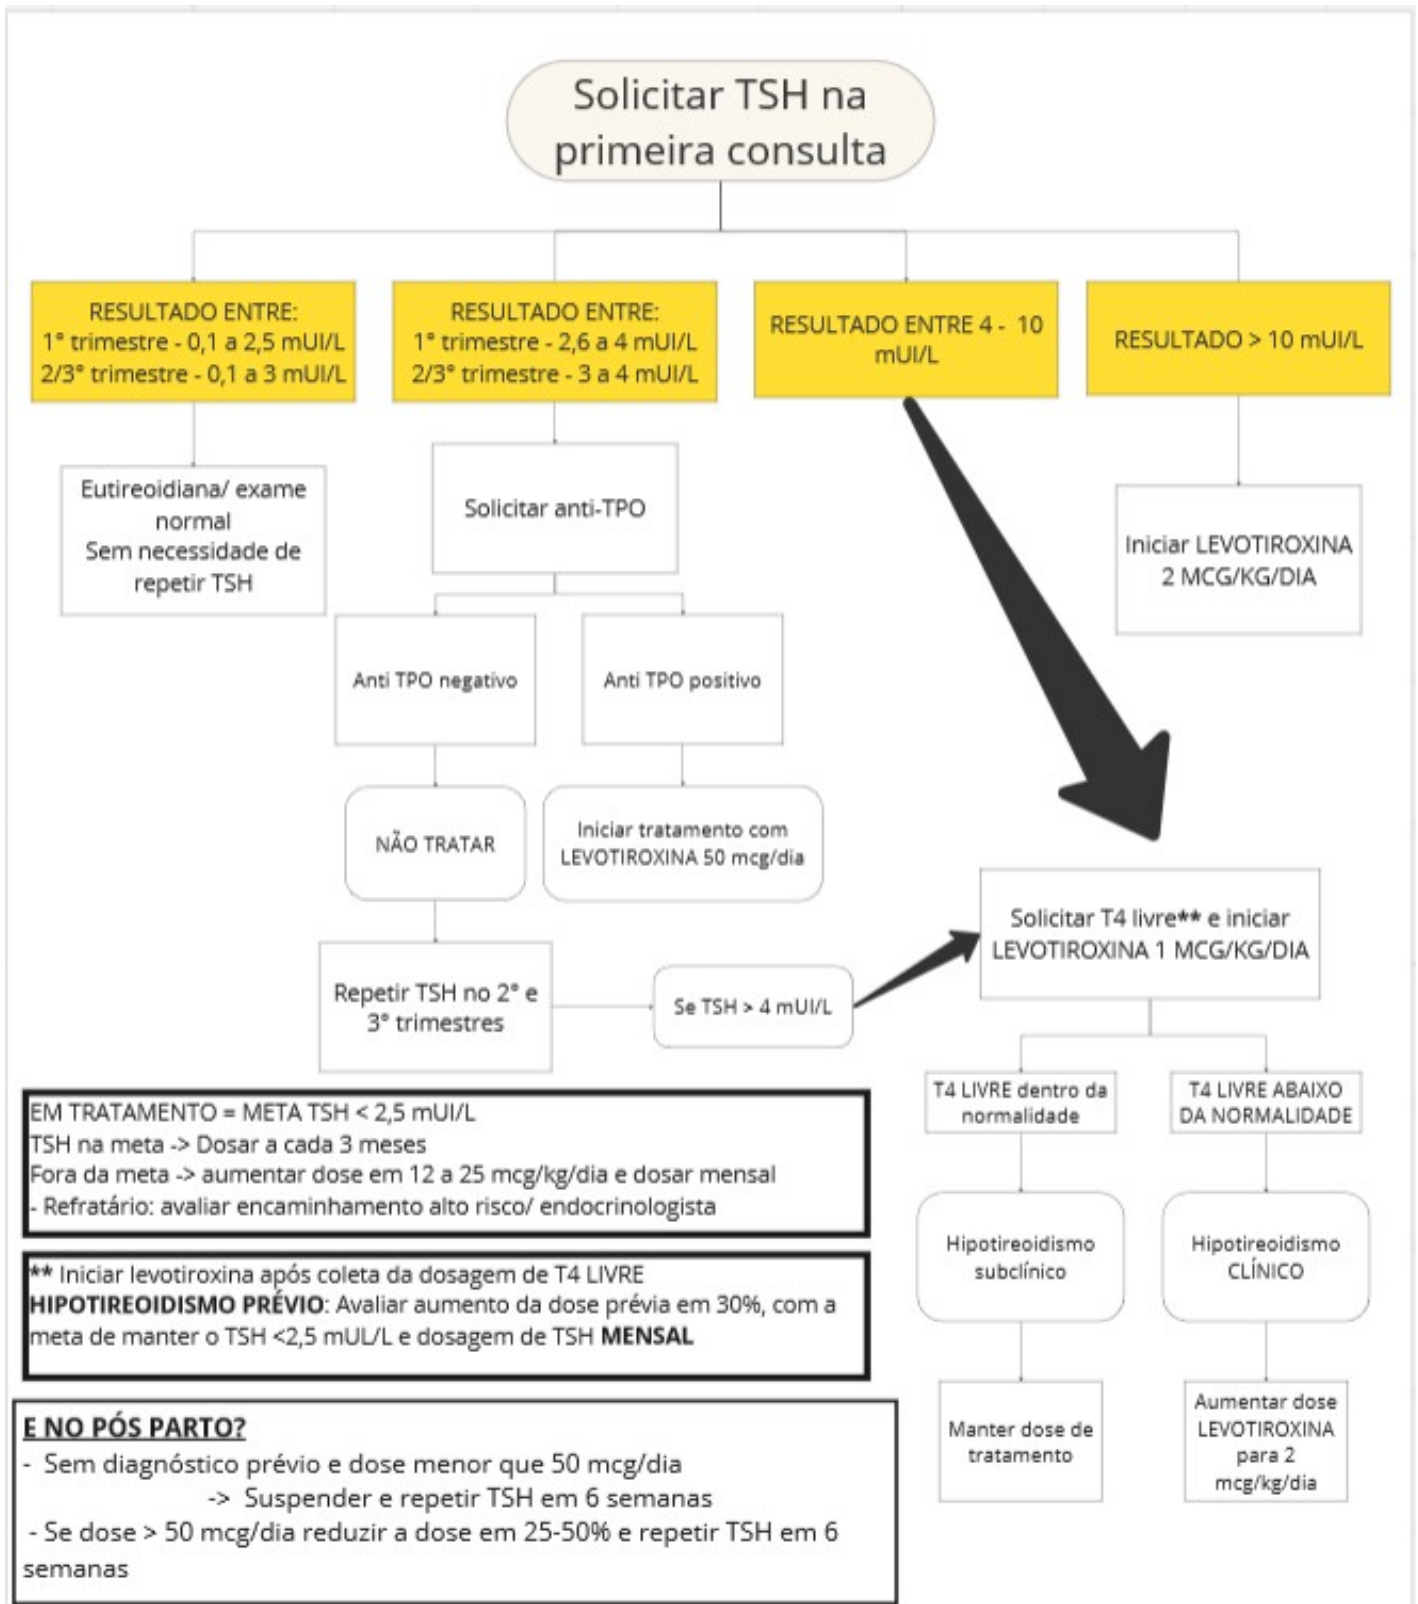 Solicitar TSH na
primeira consulta
RESULTADO ENTRE:
1° trimestre - 0,1 a 2,5 mUI/L
2/3° trimestre - 0,1 a 3 mUI/L
RESULTADO ENTRE:
1° trimestre - 2,6 a 4 mUI/L
2/3° trimestre - 3 a 4 mUI/L
RESULTADO ENTRE 4 - 10
mUI/L
RESULTADO > 10 mUI/L
Eutireoidiana/ exame
normal
Sem necessidade de
repetir TSH
Solicitar anti-TPO
Iniciar LEVOTIROXINA
2 MCG/KG/DIA
Anti TPO negativo
Anti TPO positivo
NÃO TRATAR
Iniciar tratamento com
LEVOTIROXINA 50 mcg/dia
Repetir TSH no 2° e
3° trimestres
Se TSH > 4 mUI/L
Solicitar T4 livre** e iniciar
LEVOTIROXINA 1 MCG/KG/DIA
T4 LIVRE dentro da
normalidade
T4 LIVRE ABAIXO
DA NORMALIDADE
Hipotireoidismo
subclínico
Hipotireoidismo
CLÍNICO
Manter dose de
tratamento
Aumentar dose
LEVOTIROXINA
para 2
mcg/kg/dia
EM TRATAMENTO = META TSH < 2,5 mUI/L
TSH na meta -> Dosar a cada 3 meses
Fora da meta -> aumentar dose em 12 a 25 mcg/kg/dia e dosar mensal
- Refratário: avaliar encaminhamento alto risco/ endocrinologista
** Iniciar levotiroxina após coleta da dosagem de T4 LIVRE
HIPOTIREOIDISMO PRÉVIO: Avaliar aumento da dose prévia em 30%, com a
meta de manter o TSH <2,5 mUL/L e dosagem de TSH MENSAL
E NO PÓS PARTO?
- Sem diagnóstico prévio e dose menor que 50 mcg/dia
-> Suspender e repetir TSH em 6 semanas
- Se dose > 50 mcg/dia reduzir a dose em 25-50% e repetir TSH em 6
semanas